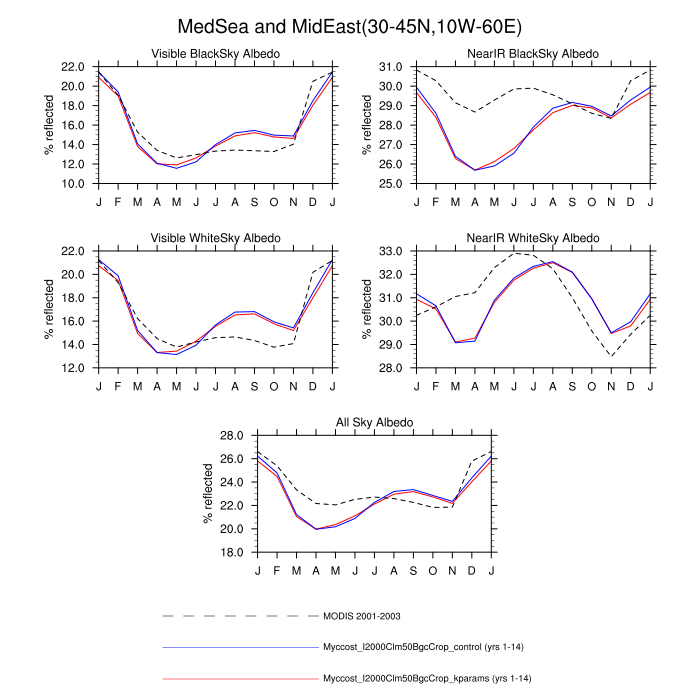 MedSea and MidEast(30-45N,10W-60E)
Visible BlackSky Albedo
% reflected
22.0
20.0
18.0
16.0
14.0
12.0
10.0
J F M A M J J A S O N D J
NearIR BlackSky Albedo
% reflected
31.0
30.0
29.0
28.0
27.0
26.0
25.0
J F M A M J J A S O N D J
Visible WhiteSky Albedo
% reflected
22.0
20.0
18.0
16.0
14.0
12.0
J F M A M J J A S O N D J
NearIR WhiteSky Albedo
% reflected
33.0
32.0
31.0
30.0
29.0
28.0
J F M A M J J A S O N D J
All Sky Albedo
% reflected
28.0
26.0
24.0
22.0
20.0
18.0
J F M A M J J A S O N D J
MODIS 2001-2003
Myccost_I2000Clm50BgcCrop_control (yrs 1-14)
Myccost_I2000Clm50BgcCrop_kparams (yrs 1-14)